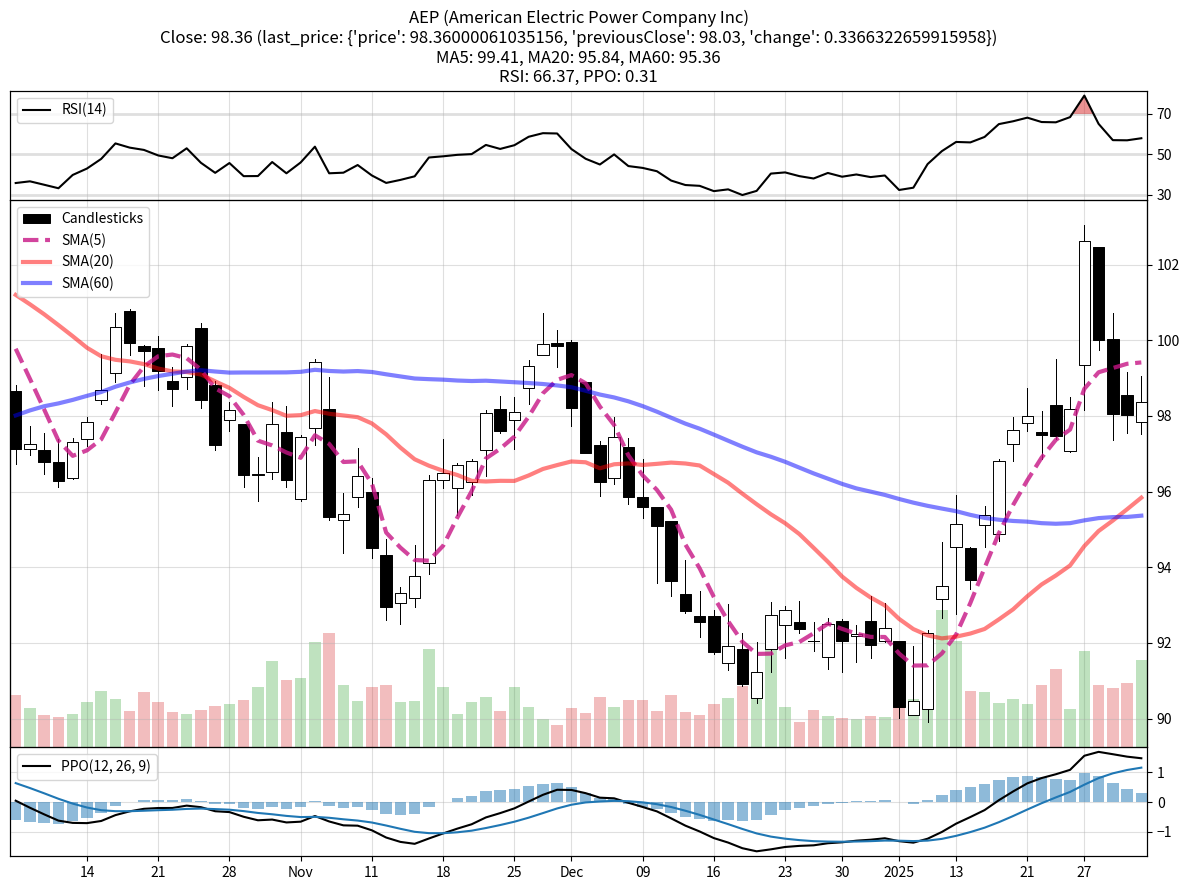 AEP (American Electric Power Company Inc)
Close: 98.36 (last_price: {'price': 98.36000061035156, 'previousClose': 98.03, 'change': 0.3366322659915958})
MA5: 99.41, MA20: 95.84, MA60: 95.36
RSI: 66.37, PPO: 0.31
RSI(14)
70
50
30
Candlesticks
SMA(5)
SMA(20)
SMA(60)
102
100
98
96
94
92
90
PPO(12, 26, 9)
1
0
−1
14 21 28 Nov 11 18 25 Dec 09 16 23 30 2025 13 21 27